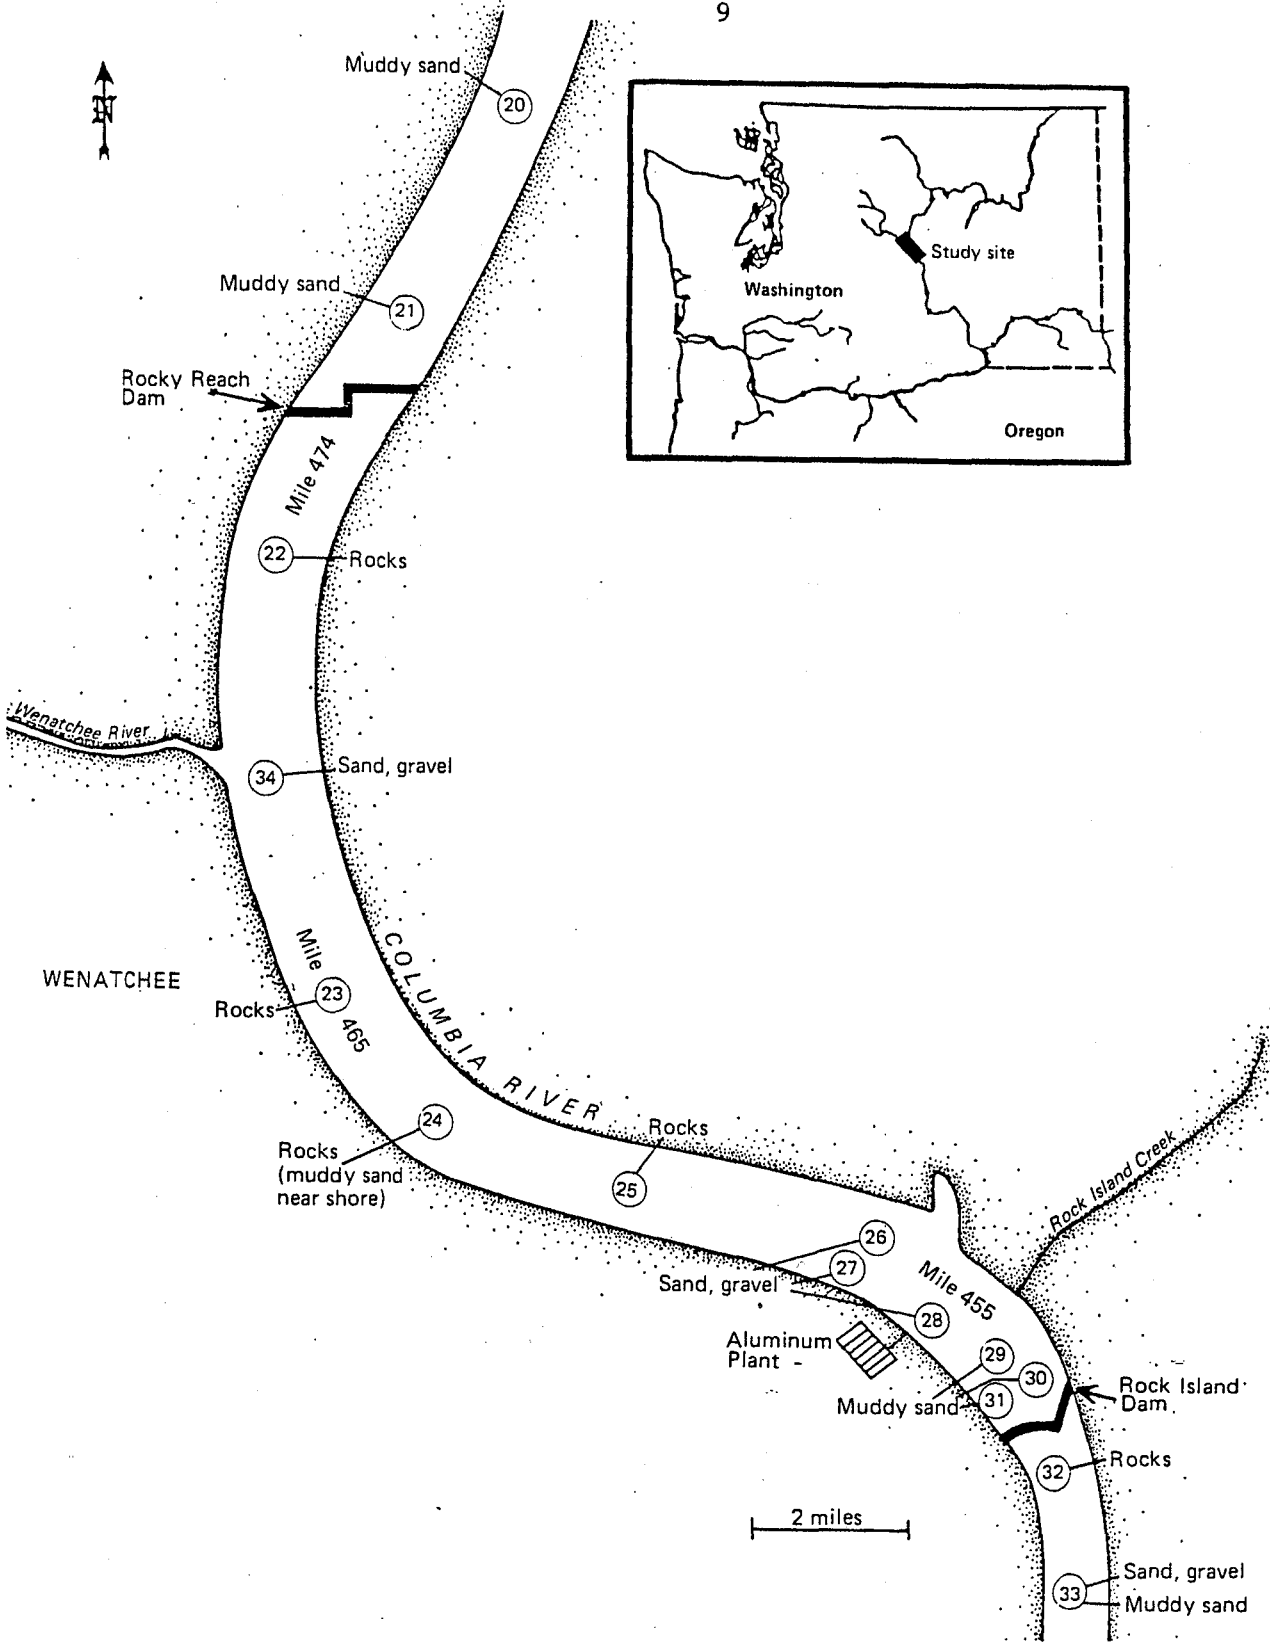 9
N
Muddy sand
20
Study site
Washington
Oregon
Muddy sand
21
Rocky Reach
Dam
Mile 474
22
Rocks
Wenatchee River
34
Sand, gravel
WENATCHEE
Mile
23
465
Rocks
COLUMBIA RIVER
24
Rocks
(muddy sand
near shore)
Rocks
25
Rock Island Creek
26
27
Sand, gravel
28
Mile 455
Aluminum
Plant -
29
30
31
Muddy sand
Rock Island
Dam
32
Rocks
2 miles
33
Sand, gravel
Muddy sand